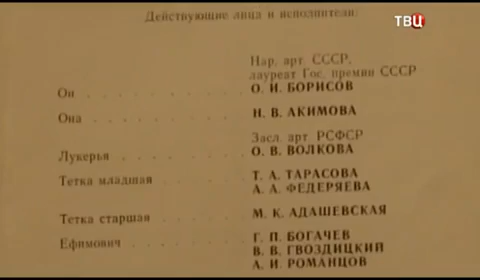 ТВЦ
Действующие лица и исполнители:
Нар. арт. СССР,
лауреат Гос. премии СССР
Он . . . . . . . . . . О. И. БОРИСОВ
Она . . . . . . . . . Н. В. АКИМОВА
Засл. арт. РСФСР
Лукерья . . . . . . . О. В. ВОЛКОВА
Тетка младшая . . . . . Т. А. ТАРАСОВА
А. А. ФЕДЕРЯЕВА
Тетка старшая . . . . . М. К. АДАШЕВСКАЯ
Ефимович . . . . . . Г. П. БОГАЧЕВ
В. В. ГВОЗДИЦКИЙ
А. И. РОМАНЦОВ